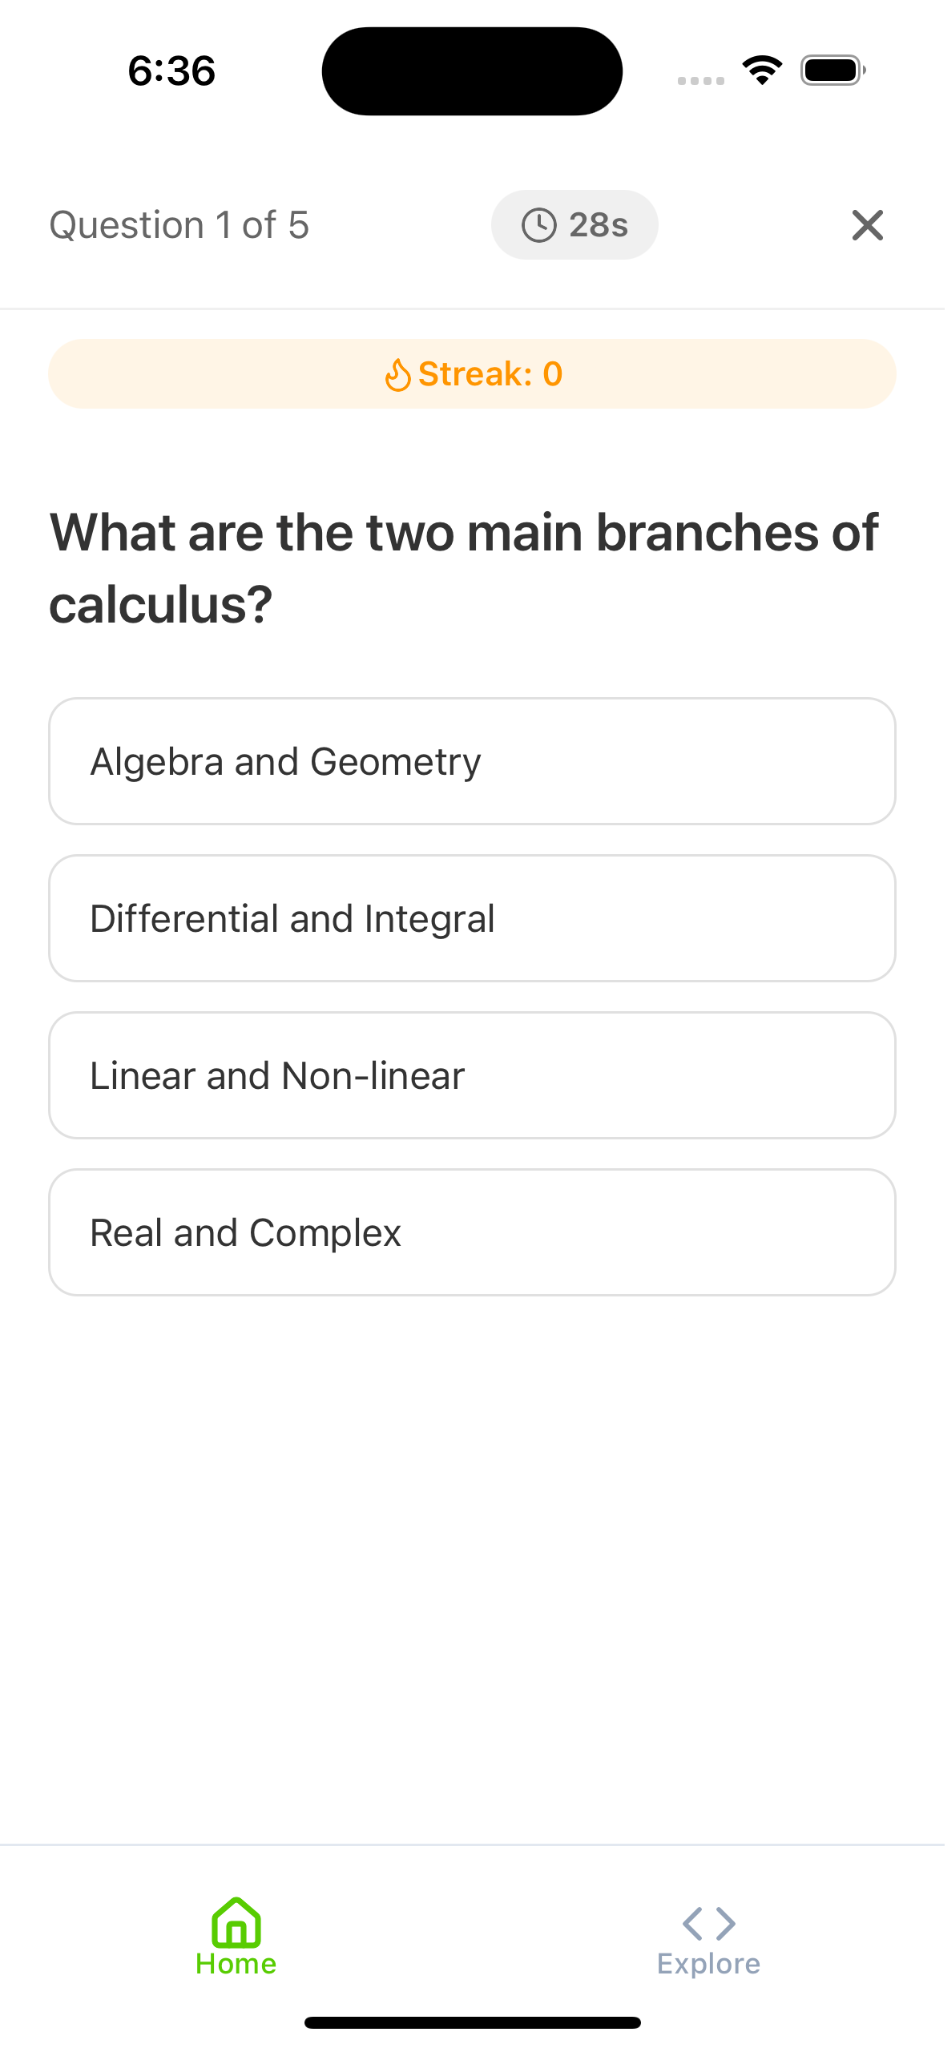 6:36
Question 1 of 5
28s
Streak: 0
What are the two main branches of
calculus?
Algebra and Geometry
Differential and Integral
Linear and Non-linear
Real and Complex
Home
Explore